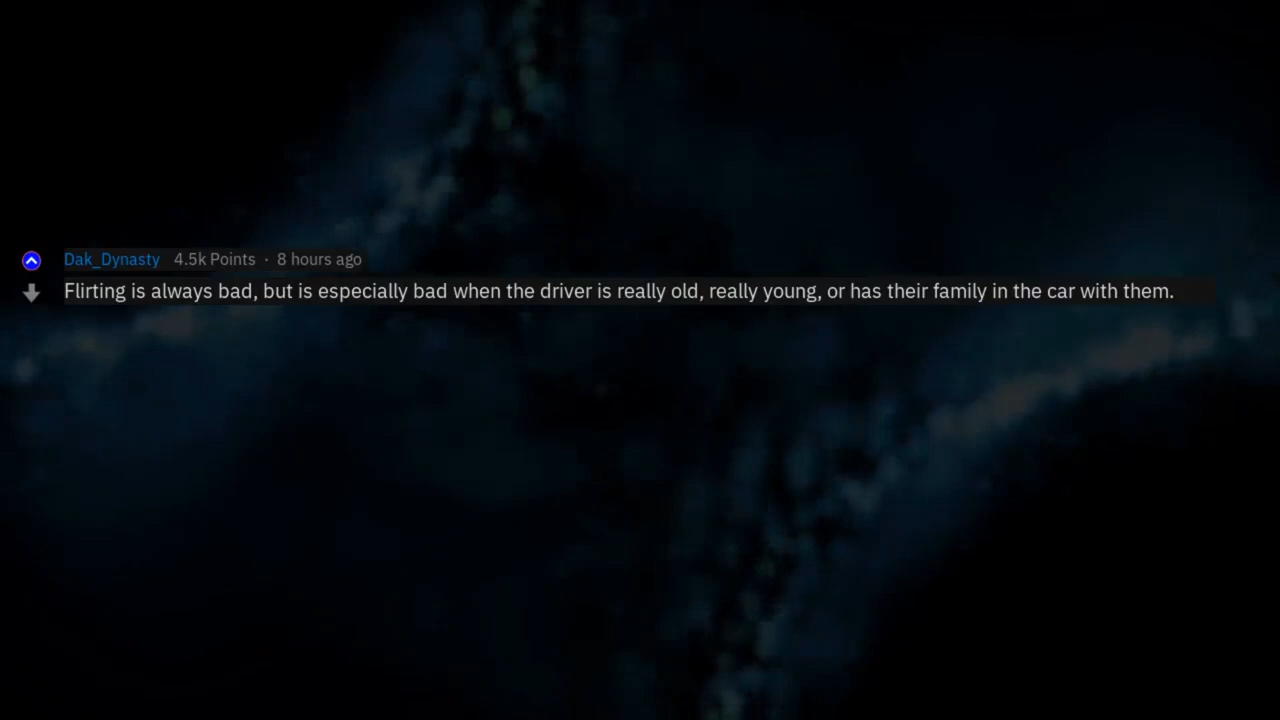 Dak_Dynasty 4.5k Points · 8 hours ago
Flirting is always bad, but is especially bad when the driver is really old, really young, or has their family in the car with them.